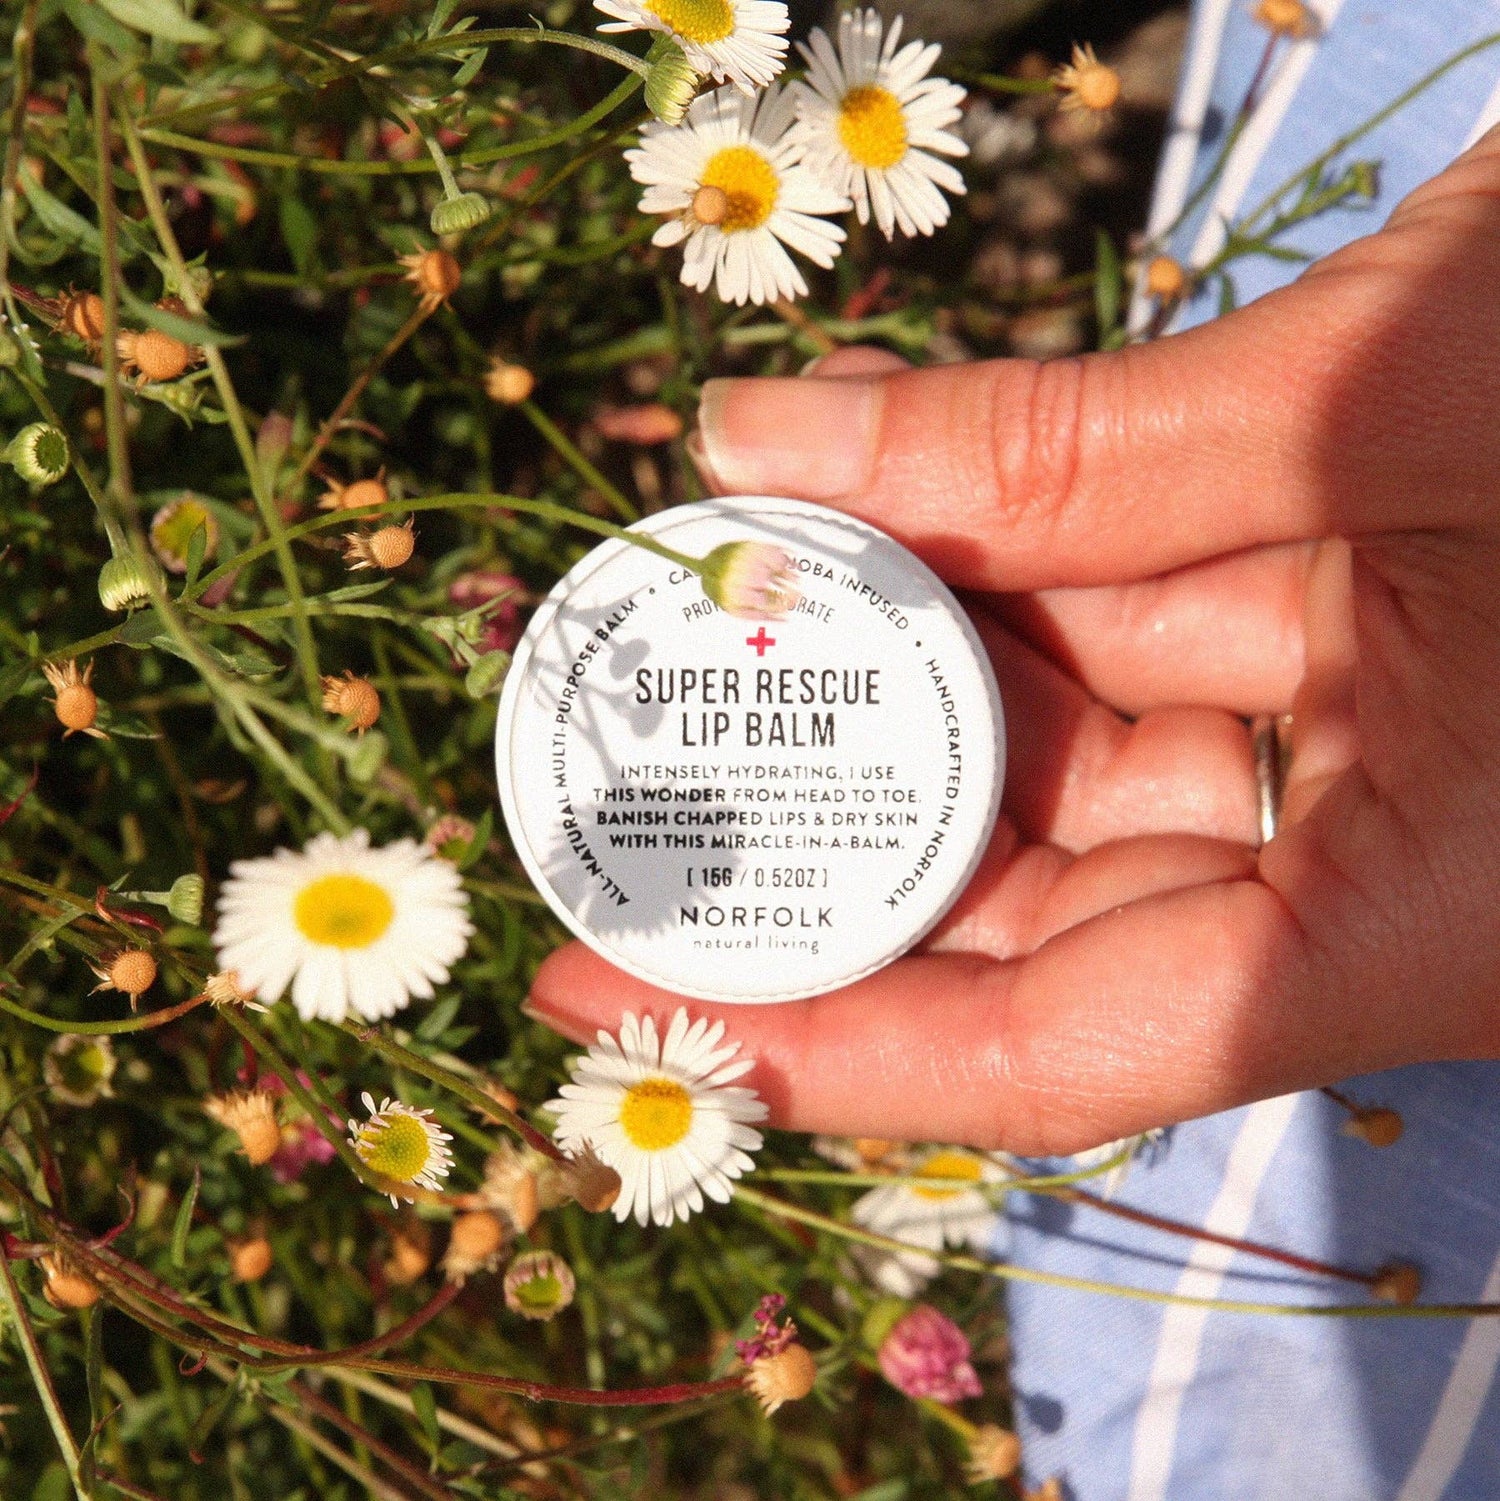 ALL-NATURAL MULTI-PURPOSE BALM • JOBA INFUSED • HANDCRAFTED IN NORFOLK
SUPER RESCUE
LIP BALM
INTENSELY HYDRATING, I USE
THIS WONDER FROM HEAD TO TOE.
BANISH CHAPPED LIPS & DRY SKIN
WITH THIS MIRACLE-IN-A-BALM.
[ 15G / 0.52OZ ]
NORFOLK
natural living